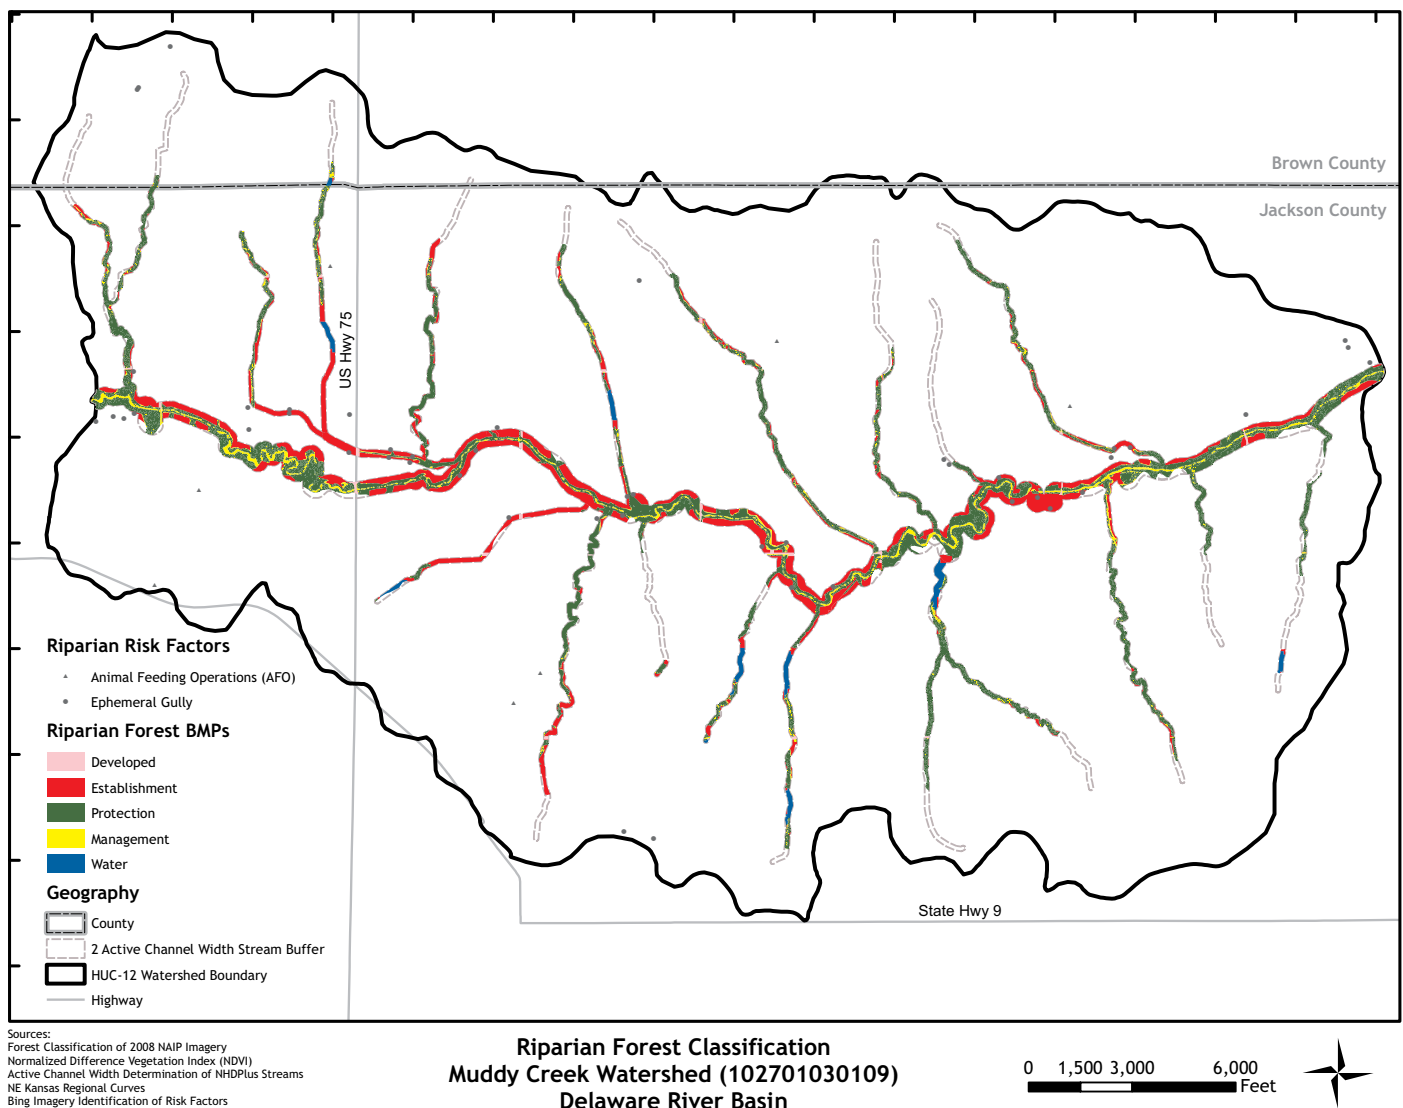 Brown County
Jackson County
US Hwy 75
Riparian Risk Factors
Animal Feeding Operations (AFO)
Ephemeral Gully
Riparian Forest BMPs
Developed
Establishment
Protection
Management
Water
Geography
County
2 Active Channel Width Stream Buffer
HUC-12 Watershed Boundary
Highway
State Hwy 9
Sources:
Forest Classification of 2008 NAIP Imagery
Normalized Difference Vegetation Index (NDVI)
Active Channel Width Determination of NHDPlus Streams
NE Kansas Regional Curves
Bing Imagery Identification of Risk Factors
Riparian Forest Classification
Muddy Creek Watershed (102701030109)
Delaware River Basin
0 1,500 3,000 6,000
Feet